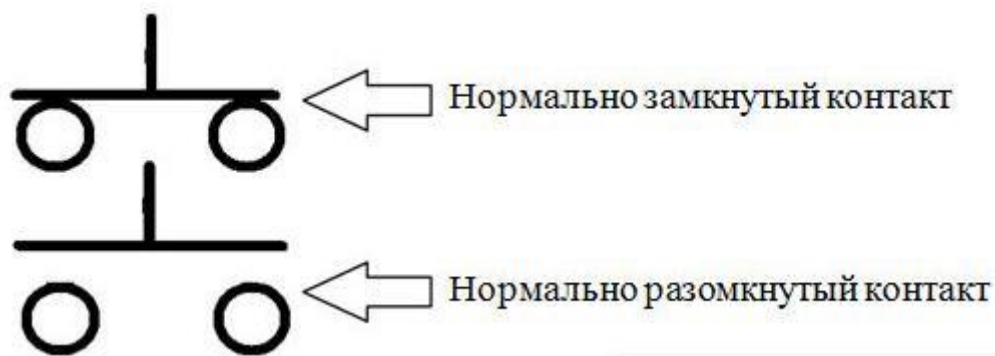 Нормально замкнутый контакт
Нормально разомкнутый контакт